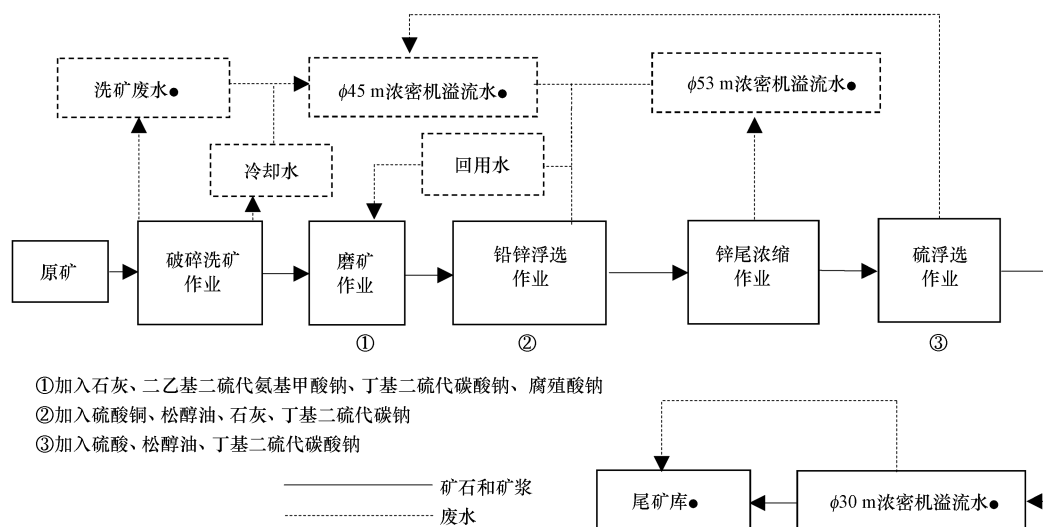 洗矿废水●
ϕ45 m浓密机溢流水●
ϕ53 m浓密机溢流水●
冷却水
回用水
原矿
破碎洗矿
作业
磨矿
作业
铅锌浮选
作业
锌尾浓缩
作业
硫浮选
作业
①
②
③
①加入石灰、二乙基二硫代氨基甲酸钠、丁基二硫代碳酸钠、腐殖酸钠
②加入硫酸铜、松醇油、石灰、丁基二硫代碳钠
③加入硫酸、松醇油、丁基二硫代碳酸钠
矿石和矿浆
废水
尾矿库●
ϕ30 m浓密机溢流水●